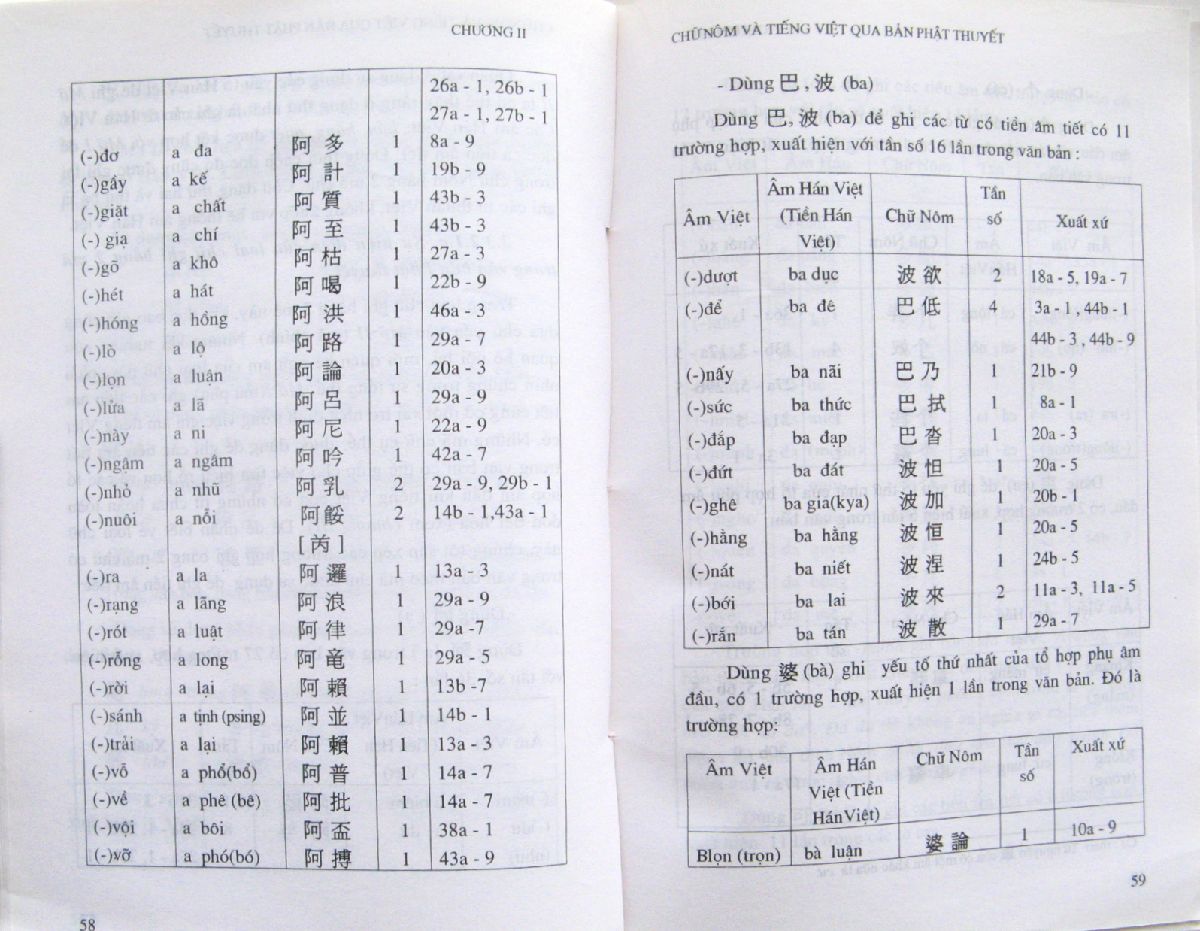 CHƯƠNG II
26a - 1, 26b - 1
27a - 1, 27b - 1
(-)đơ a đa 阿多 1 8a - 9
(-)gầy a kế 阿計 1 19b - 9
(-)giặt a chất 阿質 1 43b - 3
(-) giạ a chí 阿至 1 43b - 3
(-)gõ a khô 阿枯 1 27a - 3
(-)hét a hát 阿喝 1 22b - 9
(-)hóng a hồng 阿洪 1 46a - 3
(-)lò a lộ 阿路 1 29a - 7
(-)lọn a luận 阿論 1 20a - 3
(-)lửa a lã 阿呂 1 29a - 9
(-)này a ni 阿尼 1 22a - 9
(-)ngâm a ngâm 阿吟 1 42a - 7
(-)nhỏ a nhũ 阿乳 2 29a - 9, 29b - 1
(-)nuôi a nỗi 阿餒 2 14b - 1,43a - 1
[芮]
(-)ra a la 阿邏 1 13a - 3
(-)rạng a lãng 阿浪 1 29a - 9
(-)rót a luật 阿律 1 29a - 7
(-)rồng a long 阿竜 1 29a - 5
(-)rời a lại 阿賴 1 13b -7
(-)sánh a tịnh (psing) 阿並 1 14b - 1
(-)trải a lại 阿賴 1 13a - 3
(-)vỗ a phổ(bổ) 阿普 1 14a - 7
(-)về a phê (bê) 阿批 1 14a - 7
(-)vội a bôi 阿盃 1 38a - 1
(-)vỡ a phó(bó) 阿搏 1 43a - 9
58
CHỮ NÔM VÀ TIẾNG VIỆT QUA BẢN PHẬT THUYẾT
- Dùng 巴, 波 (ba)
Dùng 巴, 波 (ba) để ghi các từ có tiền âm tiết có 11
trường hợp, xuất hiện với tần số 16 lần trong văn bản :
Âm Việt Âm Hán Việt (Tiền Hán Việt) Chữ Nôm Tần số Xuất xứ
(-)dượt ba dục 波欲 2 18a - 5, 19a - 7
(-)để ba đê 巴低 4 3a - 1, 44b - 1
44b - 3 , 44b - 9
(-)nấy ba nãi 巴乃 1 21b - 9
(-)sức ba thức 巴拭 1 8a - 1
(-)đắp ba đạp 巴沓 1 20a - 3
(-)đứt ba đát 波怛 1 20a - 5
(-)ghê ba gia(kya) 波加 1 20b - 1
(-)hằng ba hằng 波恒 1 20a - 5
(-)nát ba niết 波涅 1 24b - 5
(-)bới ba lai 波來 2 11a - 3, 11a - 5
(-)rắn ba tán 波散 1 29a - 7
Dùng 婆 (bà) ghi yếu tố thứ nhất của tổ hợp phụ âm
đầu, có 1 trường hợp, xuất hiện 1 lần trong văn bản. Đó là
trường hợp:
Âm Việt Âm Hán Việt (Tiền Hán Việt) Chữ Nôm Tần số Xuất xứ
Blọn (trọn) bà luận 婆論 1 10a - 9
59